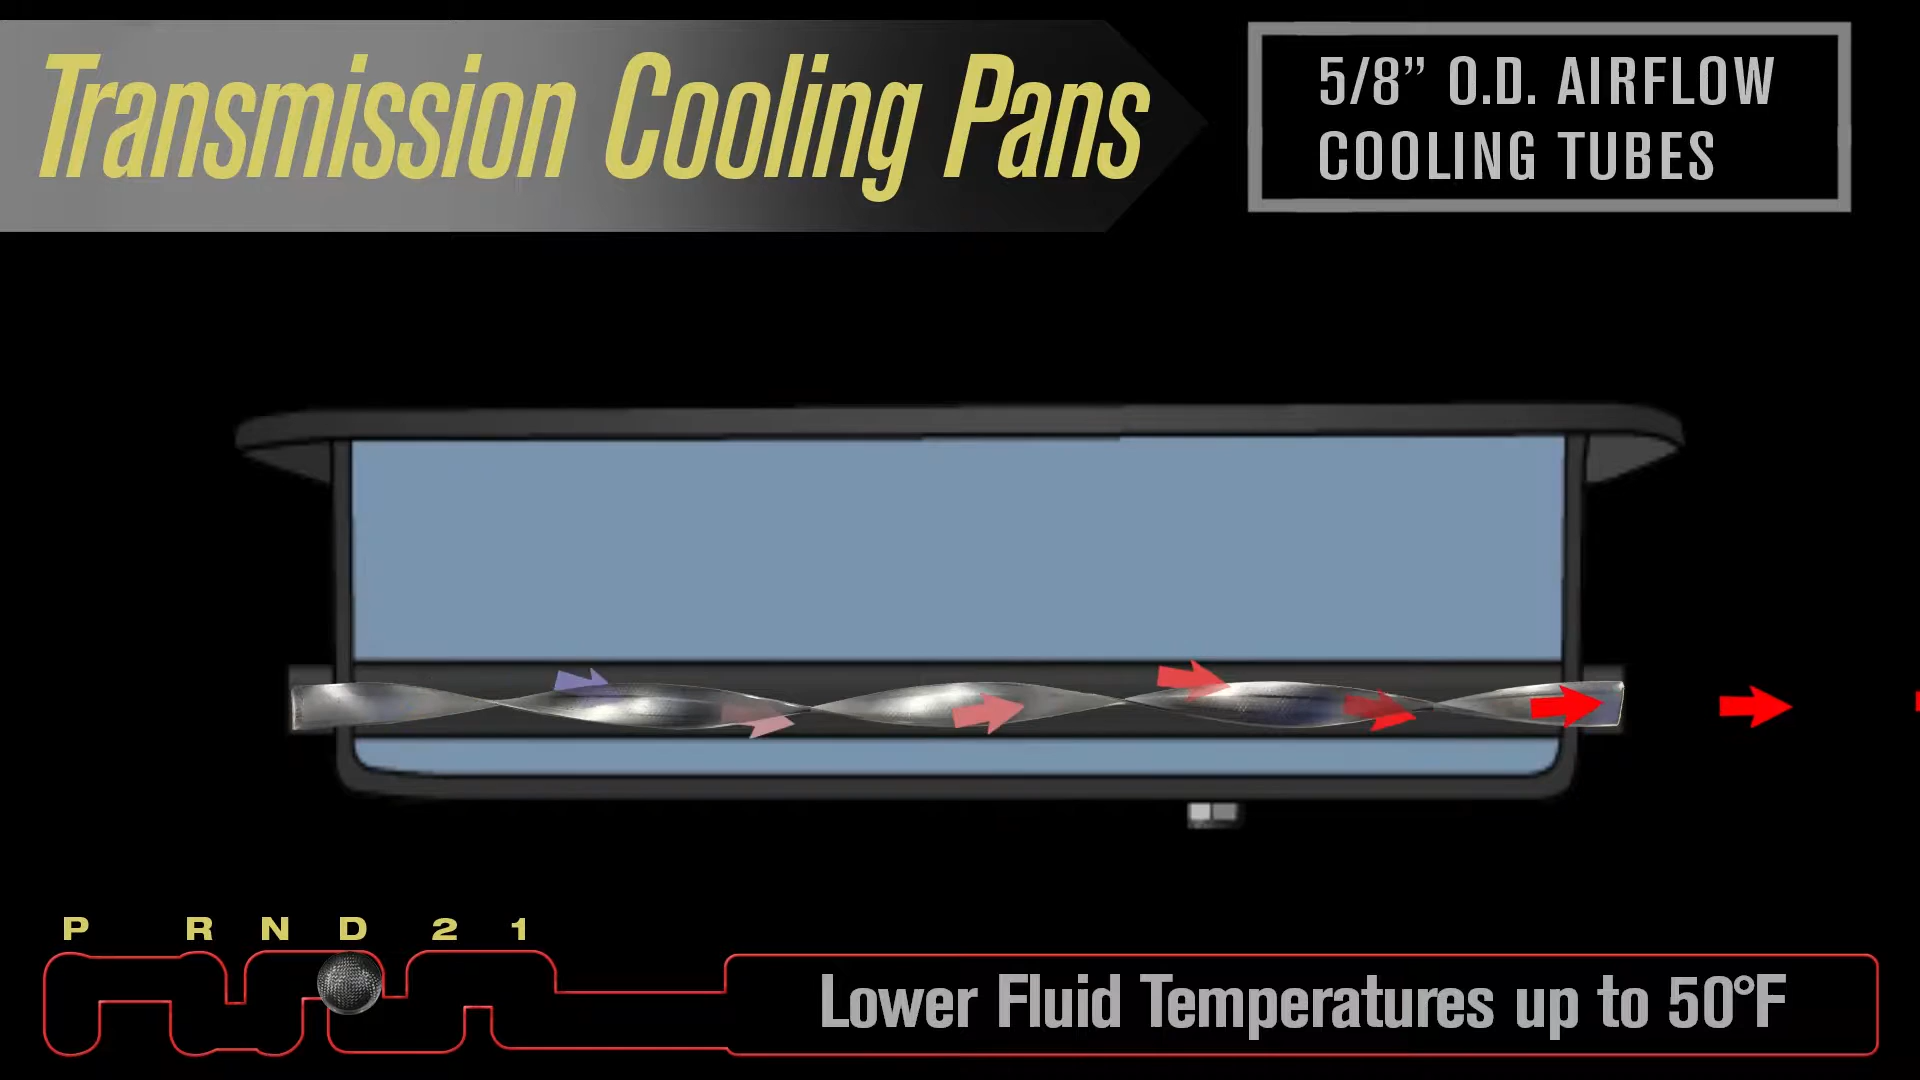 Transmission Cooling Pans
5/8” O.D. AIRFLOW
COOLING TUBES
P R N D 2 1
Lower Fluid Temperatures up to 50°F